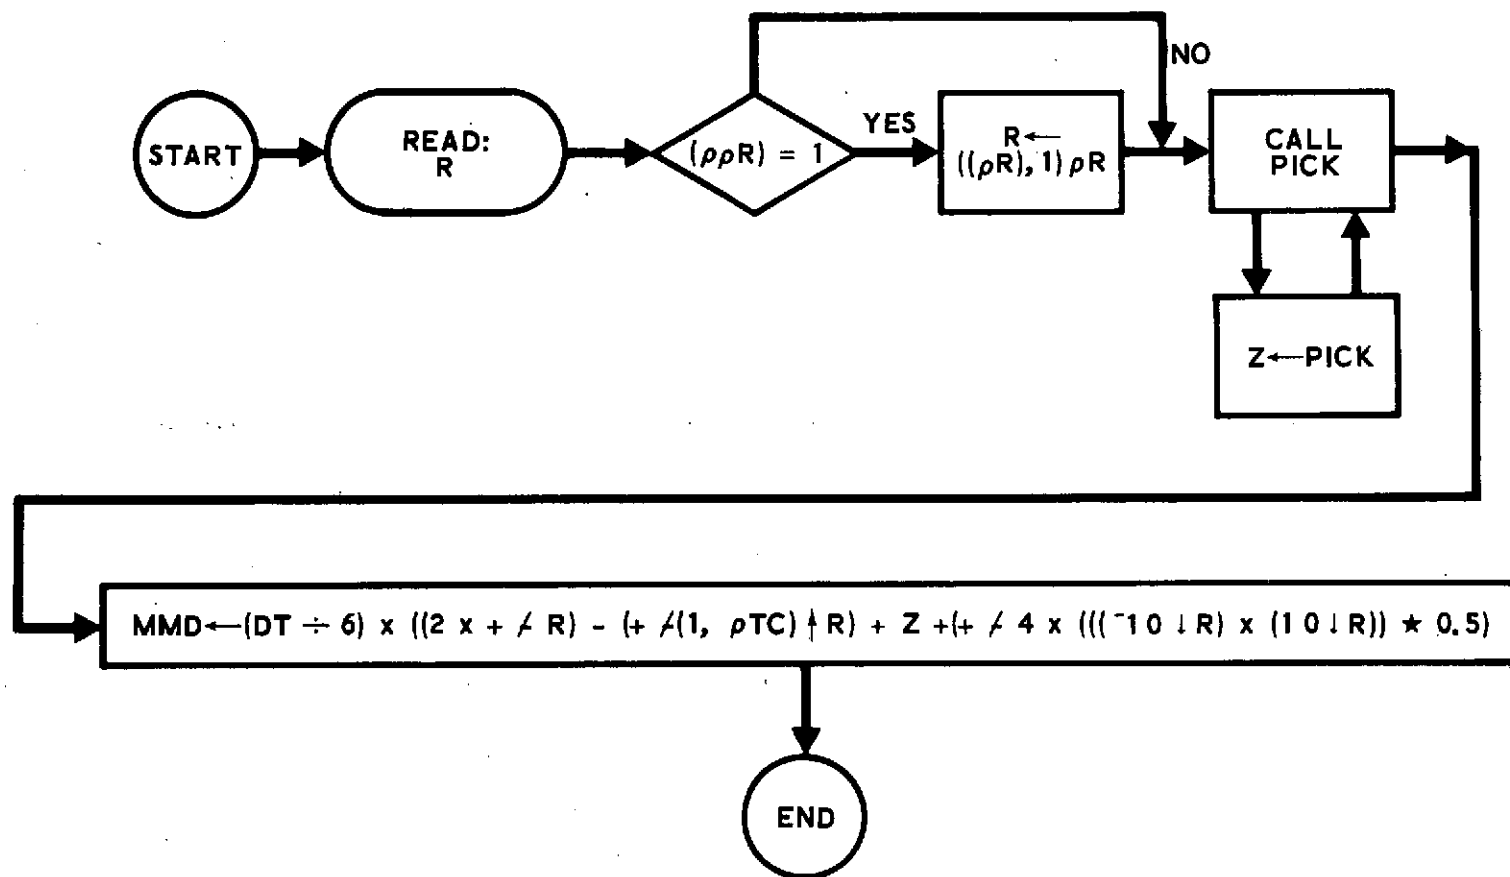 START
READ:
R
(ρρR) = 1
YES
NO
R←
((ρR), 1) ρR
CALL
PICK
Z←PICK
MMD←(DT ÷ 6) x ((2 x + ⌿ R) - (+ ⌿(1, ρTC) ↑ R) + Z +(+ ⌿ 4 x (((¯1 0 ↓ R) x (1 0 ↓ R)) ★ 0.5)
END